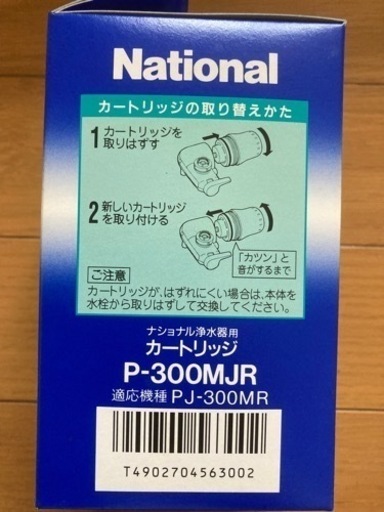 National
カートリッジの取り替えかた
1 カートリッジを
取りはずす
2 新しいカートリッジ
を取り付ける
「カツン」と
音がするまで
ご注意
カートリッジが、はずれにくい場合は、本体を
水栓から取りはずして交換してください。
ナショナル浄水器用
カートリッジ
P-300MJR
適応機種 PJ-300MR
T4902704563002